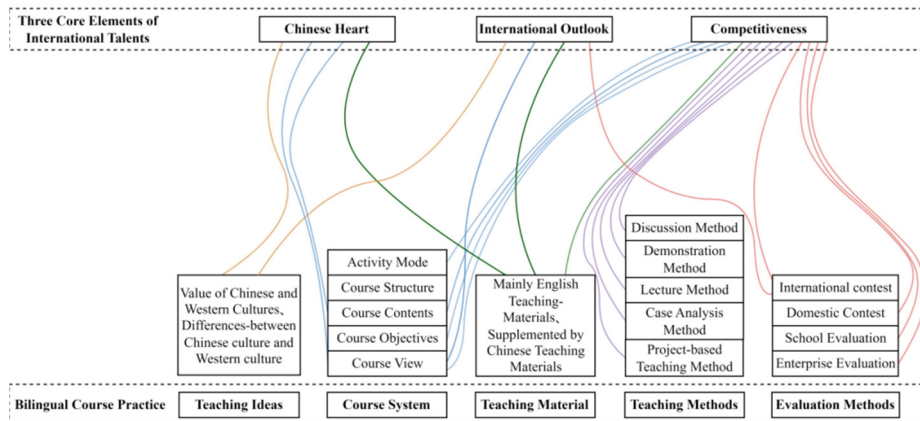 Three Core Elements of
International Talents
Chinese Heart
International Outlook
Competitiveness
Value of Chinese and
Western Cultures、
Differences-between
Chinese culture and
Western culture
Activity Mode
Course Structure
Course Contents
Course Objectives
Course View
Mainly English
Teaching-
Materials、
Supplemented by
Chinese Teaching
Materials
Discussion Method
Demonstration
Method
Lecture Method
Case Analysis
Method
Project-based
Teaching Method
International contest
Domestic Contest
School Evaluation
Enterprise Evaluation
Bilingual Course Practice
Teaching Ideas
Course System
Teaching Material
Teaching Methods
Evaluation Methods